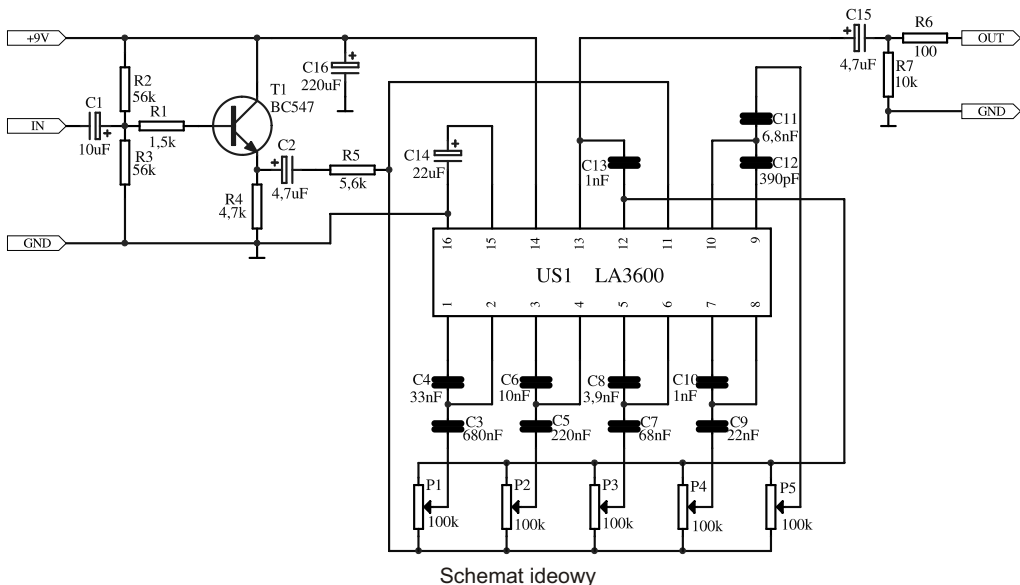 +9V
IN
GND
C1
10uF
R2
56k
R3
56k
R1
1,5k
T1
BC547
R4
4,7k
C2
4,7uF
R5
5,6k
C16
220uF
C14
22uF
C13
1nF
C15
4,7uF
R6
100
R7
10k
OUT
GND
C11
6,8nF
C12
390pF
16 15 14 13 12 11 10 9
US1 LA3600
1 2 3 4 5 6 7 8
C4
33nF
C6
10nF
C8
3,9nF
C10
1nF
C3
680nF
C5
220nF
C7
68nF
C9
22nF
P1
100k
P2
100k
P3
100k
P4
100k
P5
100k
Schemat ideowy